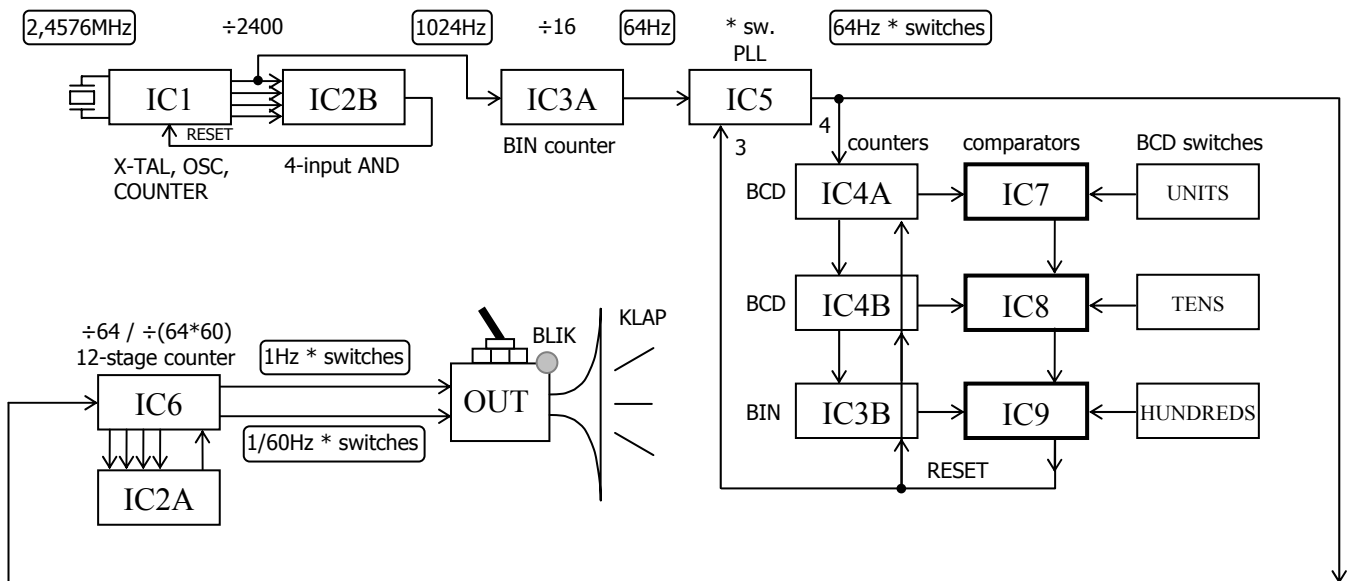 2,4576MHz ÷2400 1024Hz ÷16 64Hz * sw. 64Hz * switches
PLL
IC1 IC2B IC3A IC5
RESET
X-TAL, OSC, 4-input AND BIN counter 3 4
COUNTER
counters comparators BCD switches
BCD IC4A IC7 UNITS
BCD IC4B IC8 TENS
BIN IC3B IC9 HUNDREDS
RESET
÷64 / ÷(64*60)
12-stage counter
1Hz * switches
BLIK KLAP
IC6 OUT
1/60Hz * switches
IC2A